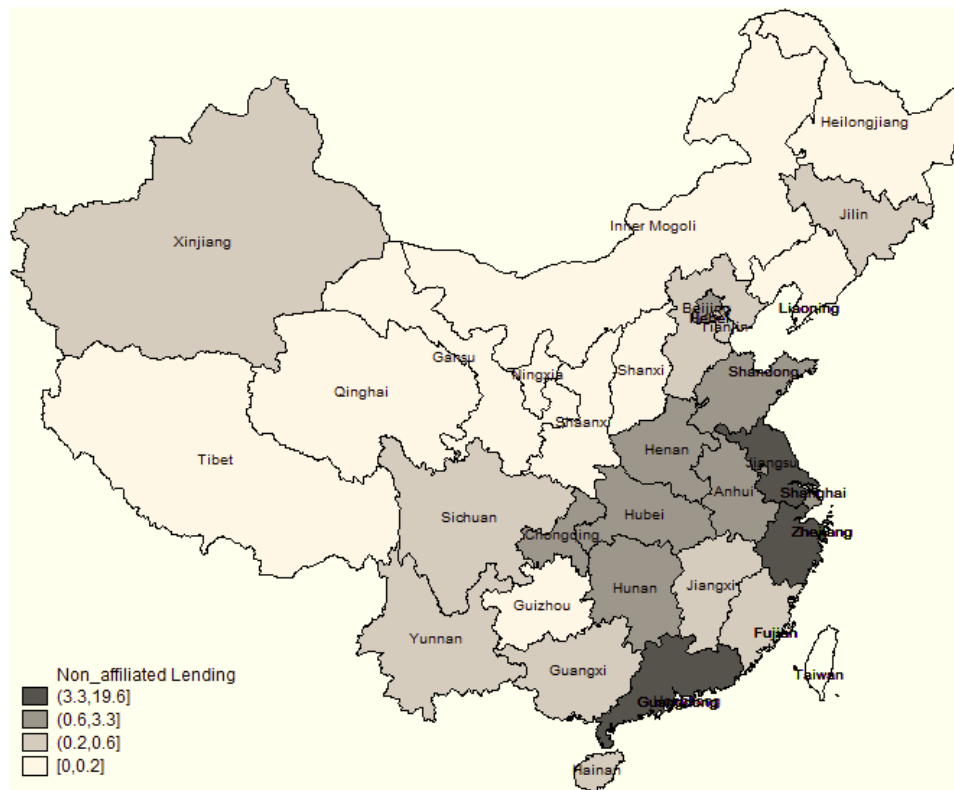 Heilongjiang
Jilin
Inner Mogoli
Xinjiang
Beijing
Hebei
Tianjin
Liaoning
Gansu
Ningxia
Shanxi
Shandong
Qinghai
Shaanxi
Henan
Jiangsu
Tibet
Anhui
Shanghai
Sichuan
Hubei
Chongqing
Zhejiang
Hunan
Jiangxi
Guizhou
Yunnan
Fujian
Guangxi
Taiwan
Guangdong
Hainan
Non_affiliated Lending
(3.3,19.6]
(0.6,3.3]
(0.2,0.6]
[0,0.2]